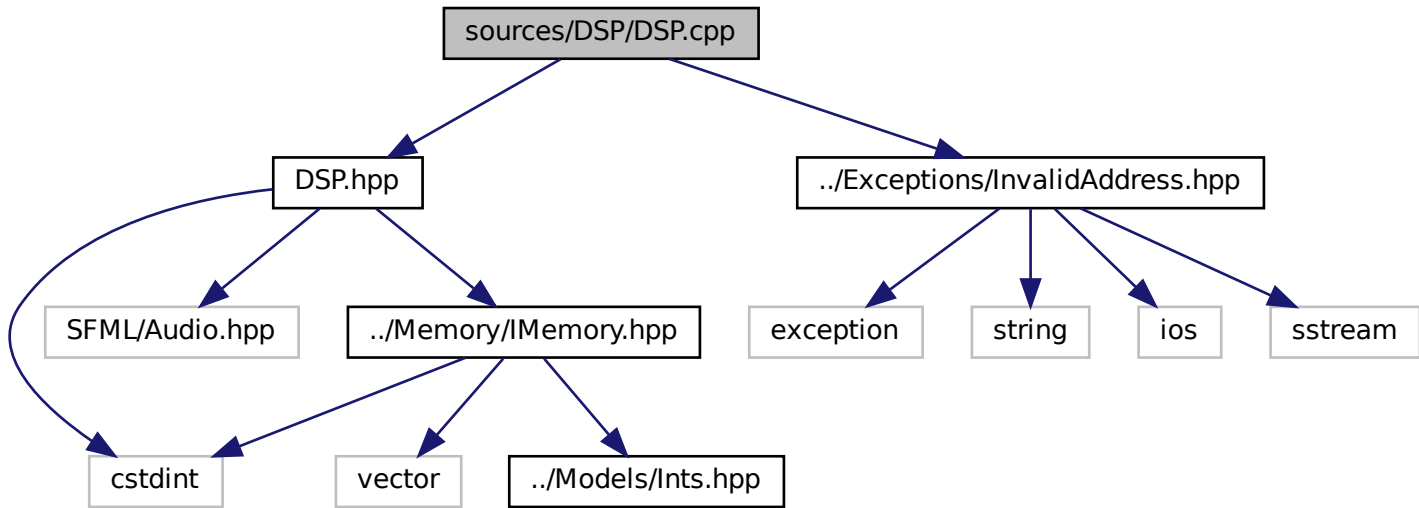 sources/DSP/DSP.cpp
DSP.hpp
../Exceptions/InvalidAddress.hpp
SFML/Audio.hpp
../Memory/IMemory.hpp
exception
string
ios
sstream
cstdint
vector
../Models/Ints.hpp